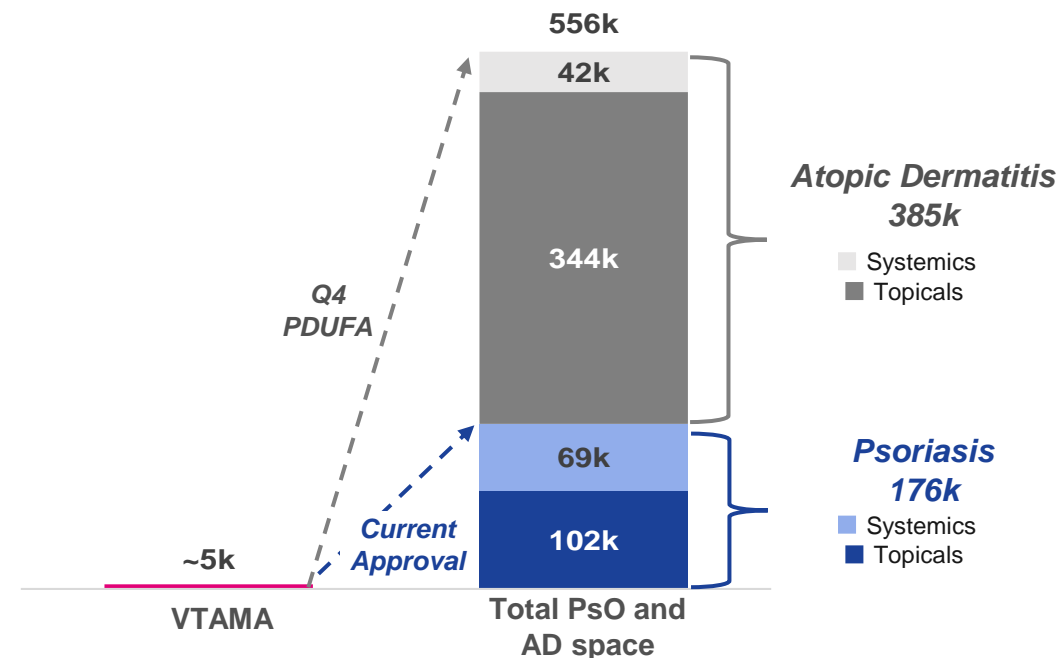 556k
42k
Atopic Dermatitis
385k
344k
Systemics
Topicals
Q4
PDUFA
69k
Psoriasis
176k
Systemics
Topicals
Current
Approval
102k
~5k
VTAMA
Total PsO and
AD space